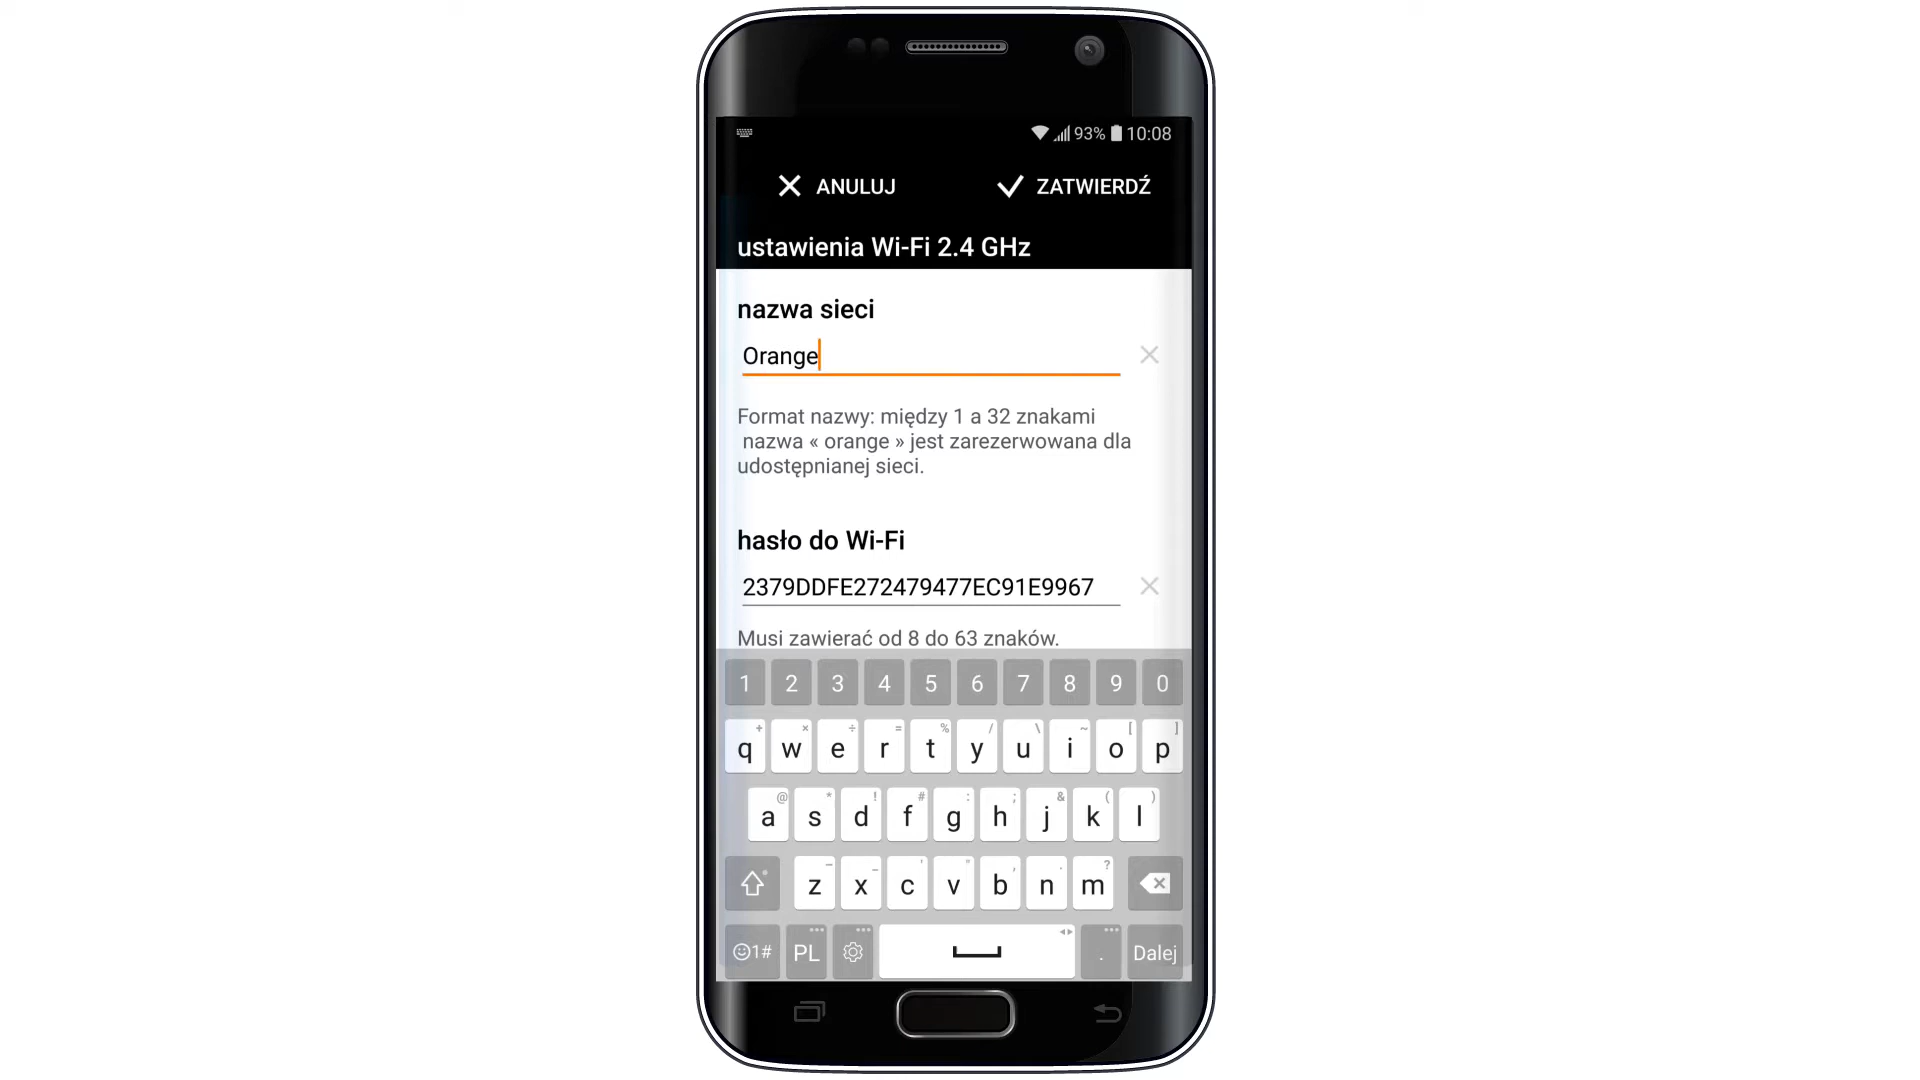 93% 10:08
ANULUJ ZATWIERDŹ
ustawienia Wi-Fi 2.4 GHz
nazwa sieci
Orange
Format nazwy: między 1 a 32 znakami
nazwa « orange » jest zarezerwowana dla
udostępnianej sieci.
hasło do Wi-Fi
2379DDFE272479477EC91E9967
Musi zawierać od 8 do 63 znaków.
1 2 3 4 5 6 7 8 9 0
q w e r t y u i o p
a s d f g h j k l
z x c v b n m
1# PL . Dalej